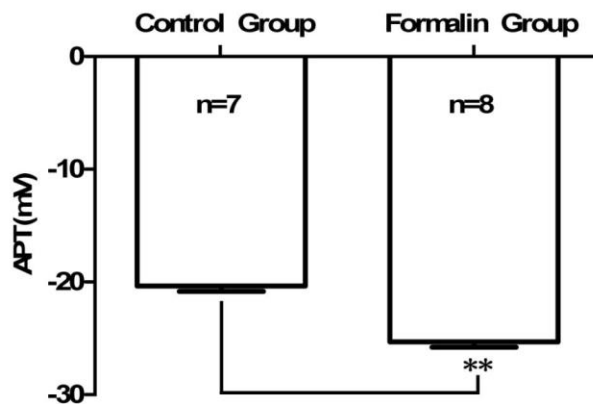 Control Group Formalin Group
0
n=7 n=8
-10
APT(mV)
-20
**
-30